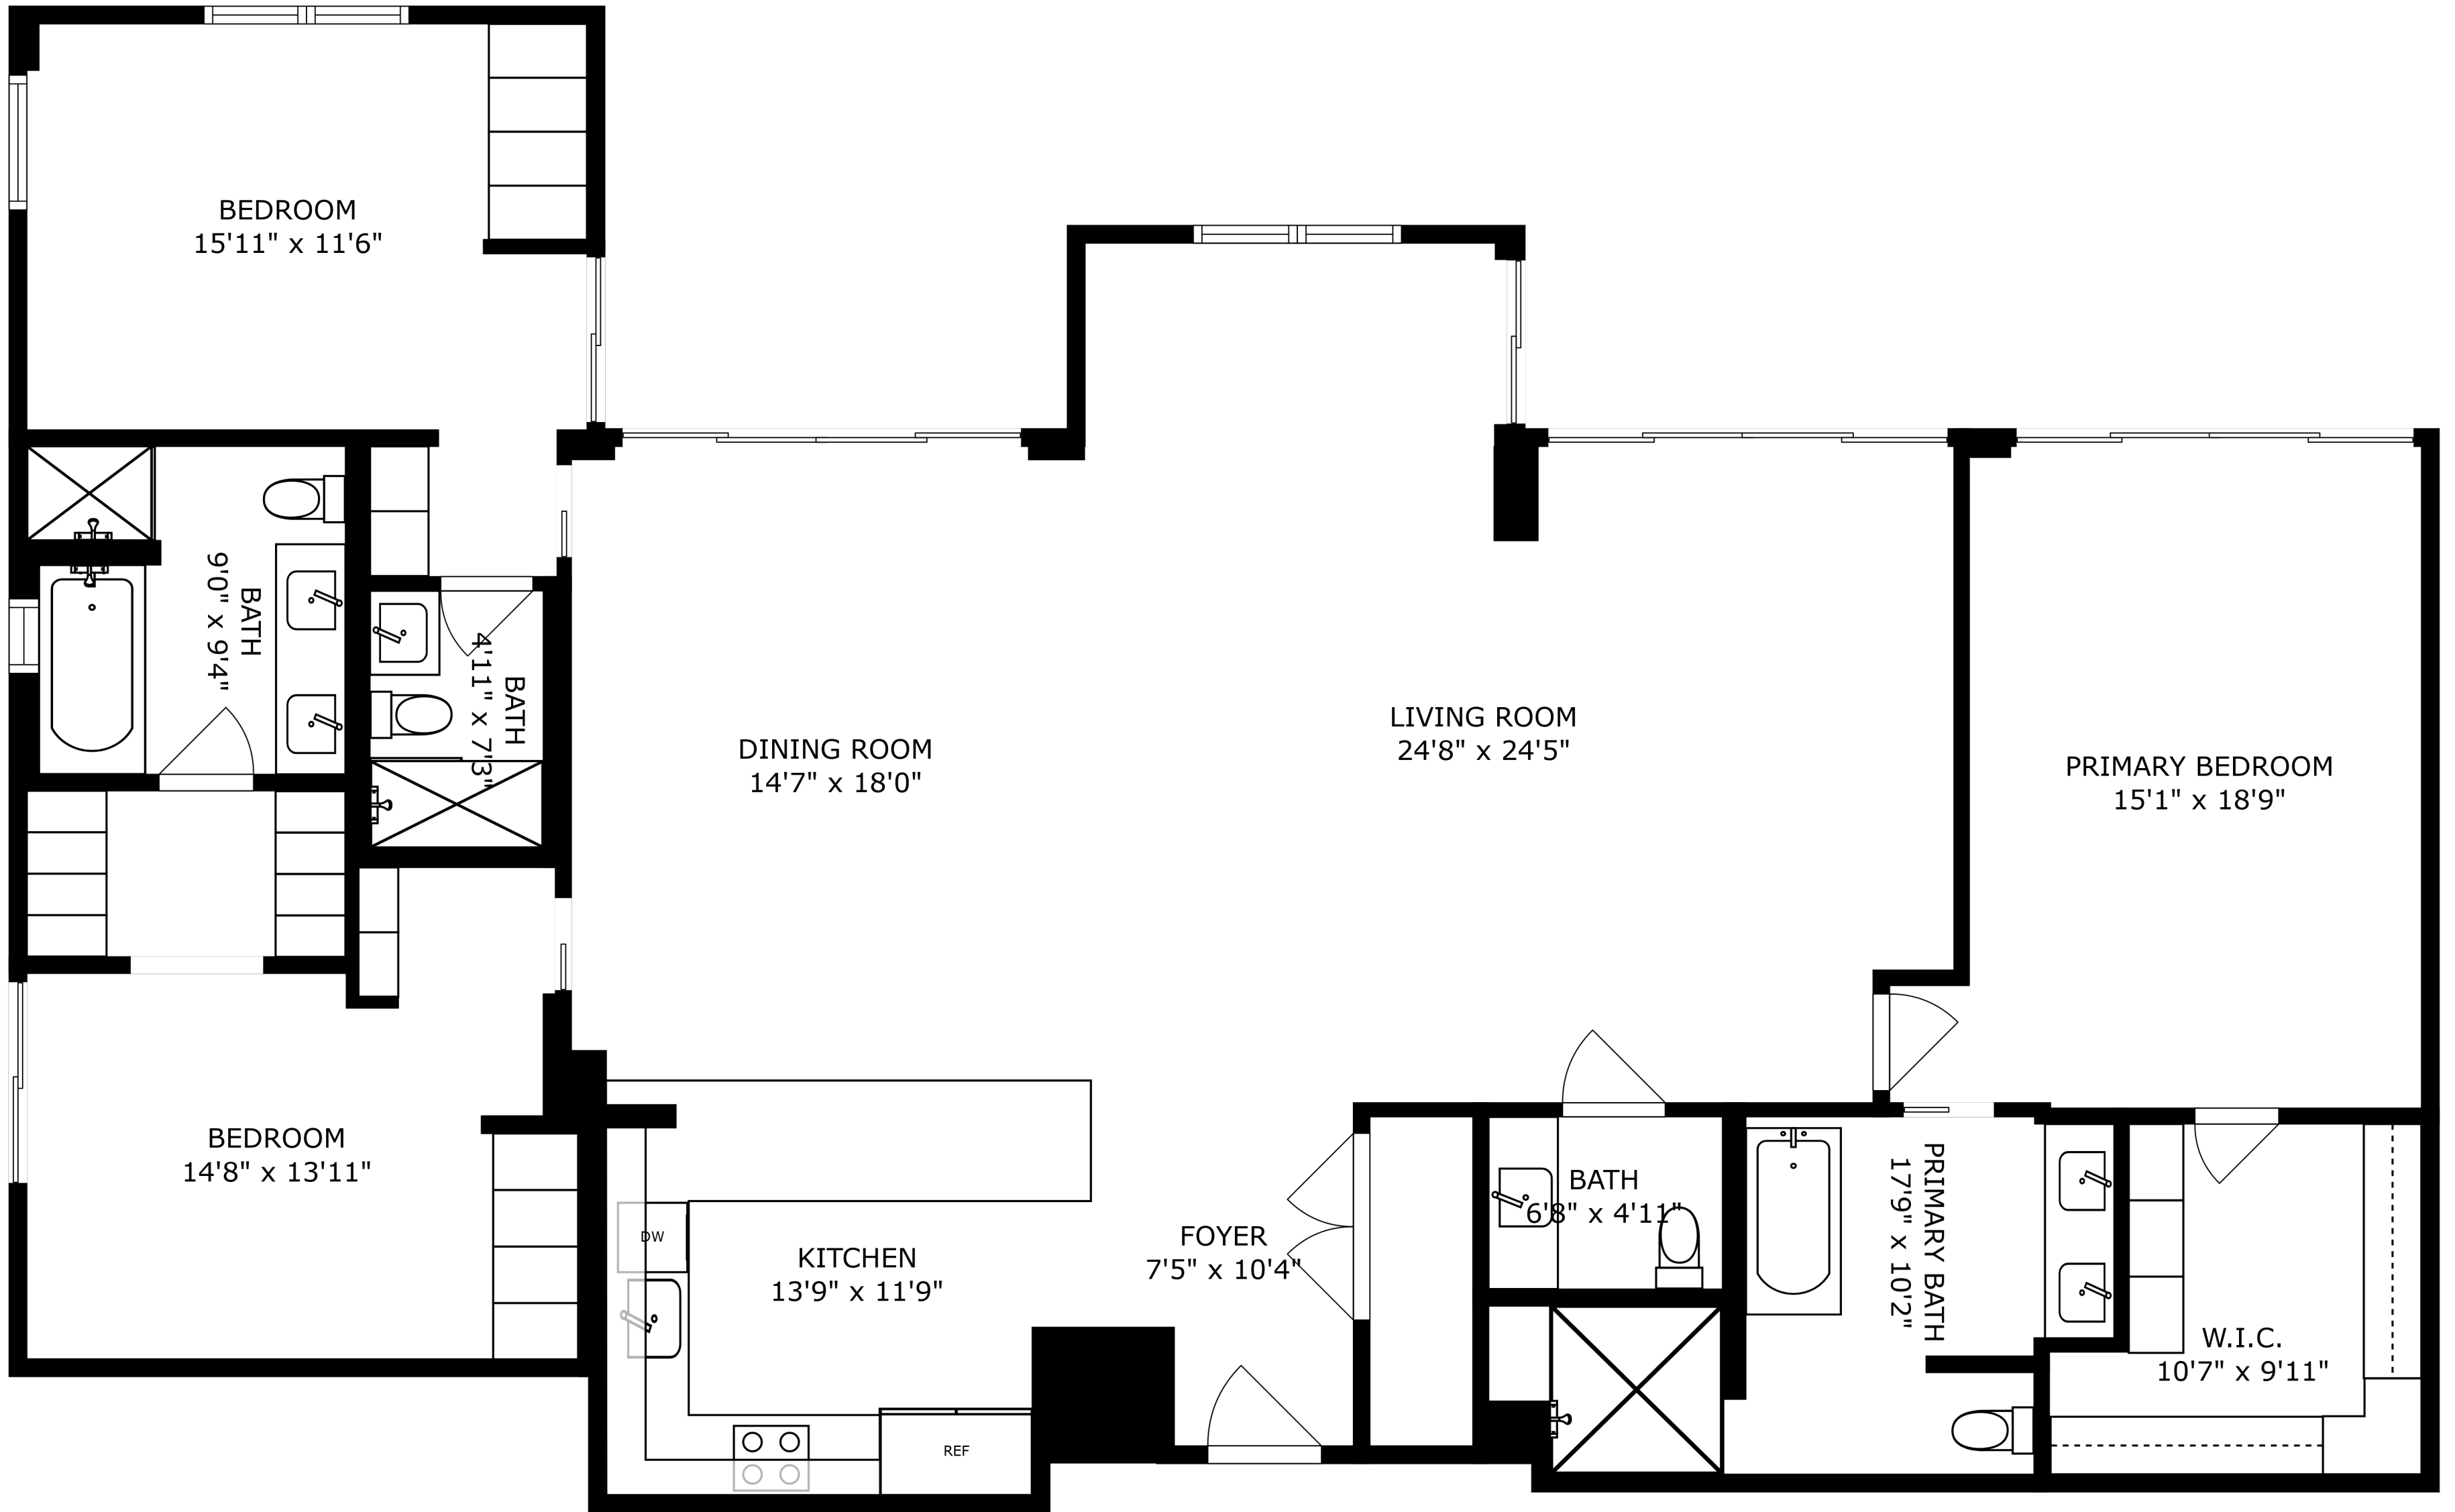 BEDROOM
15'11" x 11'6"
BATH
9'0" x 9'4"
BATH
4'11" x 7'3"
DINING ROOM
14'7" x 18'0"
LIVING ROOM
24'8" x 24'5"
PRIMARY BEDROOM
15'1" x 18'9"
BEDROOM
14'8" x 13'11"
DW
KITCHEN
13'9" x 11'9"
REF
FOYER
7'5" x 10'4"
BATH
6'8" x 4'11"
PRIMARY BATH
17'9" x 10'2"
W.I.C.
10'7" x 9'11"